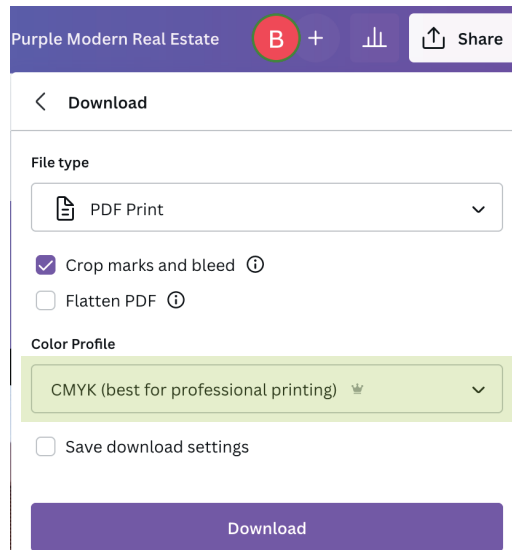 Purple Modern Real Estate
B
+
Share
Download
File type
PDF Print
Crop marks and bleed
Flatten PDF
Color Profile
CMYK (best for professional printing)
Save download settings
Download